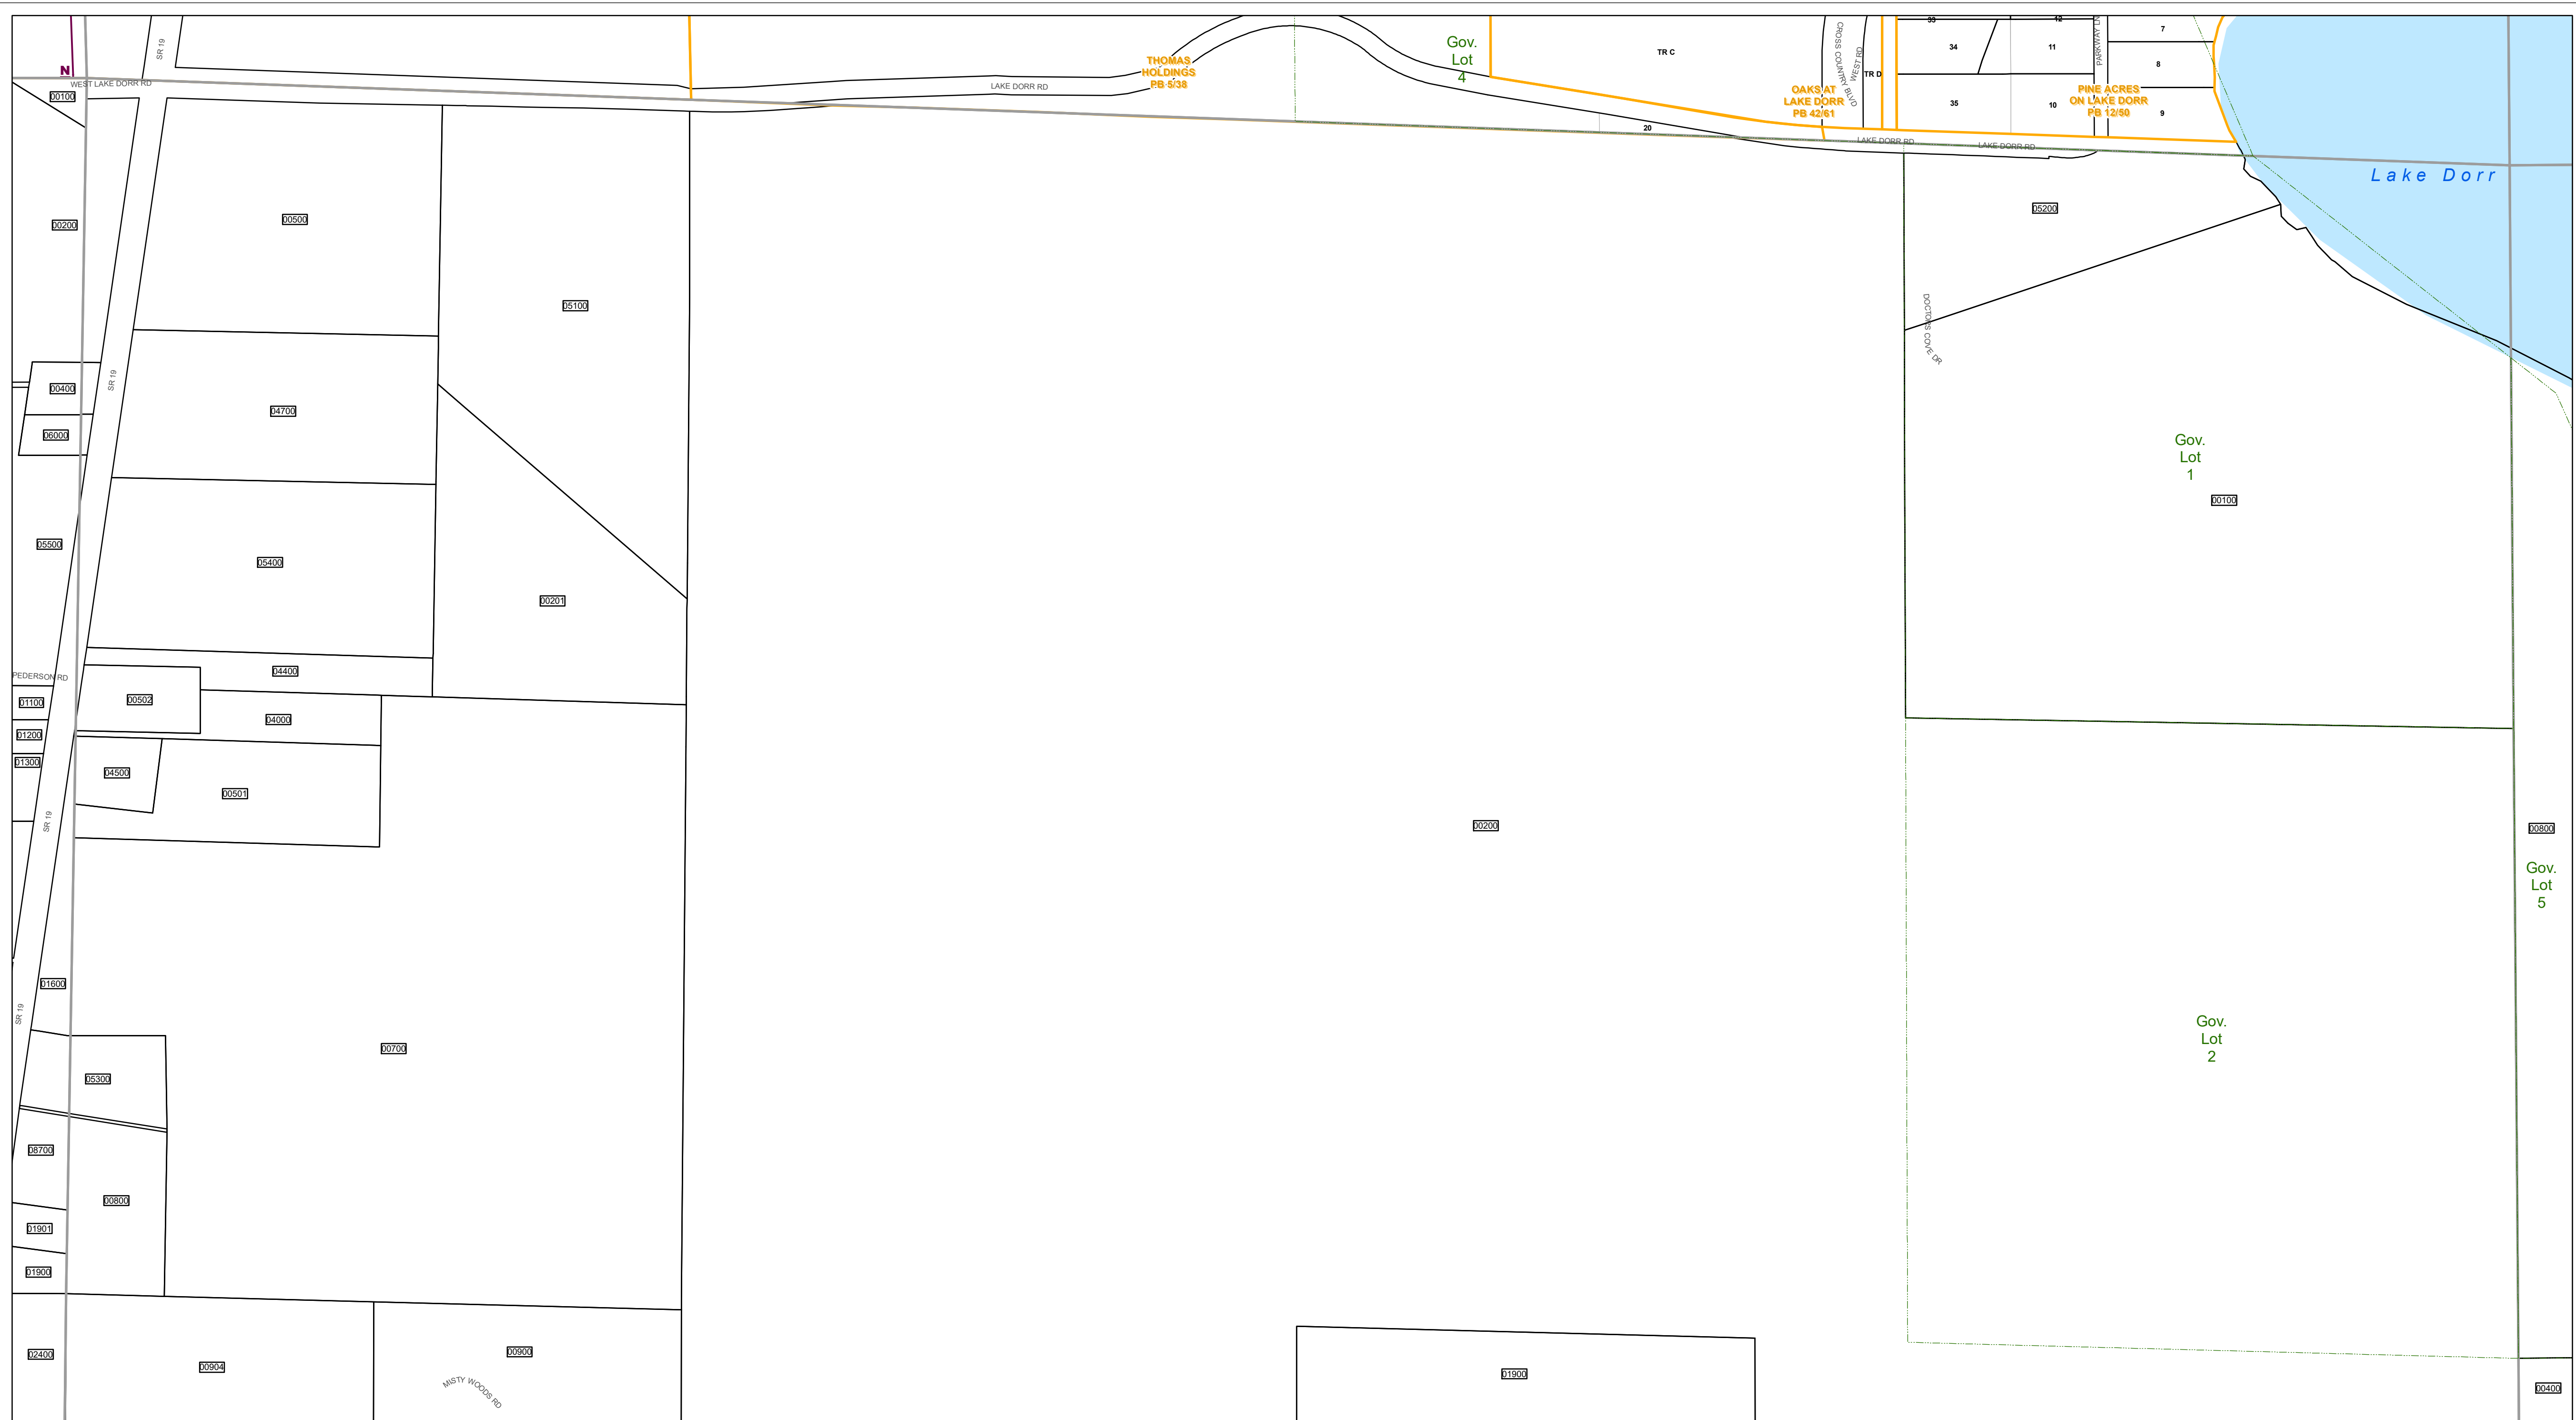 33
12
7
SR 19
34
11
PARKWAY LN
8
Gov.
Lot
4
TR C
CROSS COUNTRY BLVD
WEST RD
TR D
THOMAS
HOLDINGS
PB 5/38
N
WEST LAKE DORR RD
LAKE DORR RD
OAKS AT
LAKE DORR
PB 42/61
PINE ACRES
ON LAKE DORR
PB 12/50
00100
35
10
9
20
LAKE DORR RD
LAKE DORR RD
Lake Dorr
00200
00500
05200
05100
DOCTORS COVE DR
SR 19
00400
04700
06000
Gov.
Lot
1
00100
05500
05400
00201
PEDERSON RD
04400
01100
00502
04000
01200
01300
04500
00501
SR 19
00200
00800
Gov.
Lot
5
01600
SR 19
00700
Gov.
Lot
2
05300
08700
00800
01901
01900
02400
00904
00900
MISTY WOODS RD
01900
00400